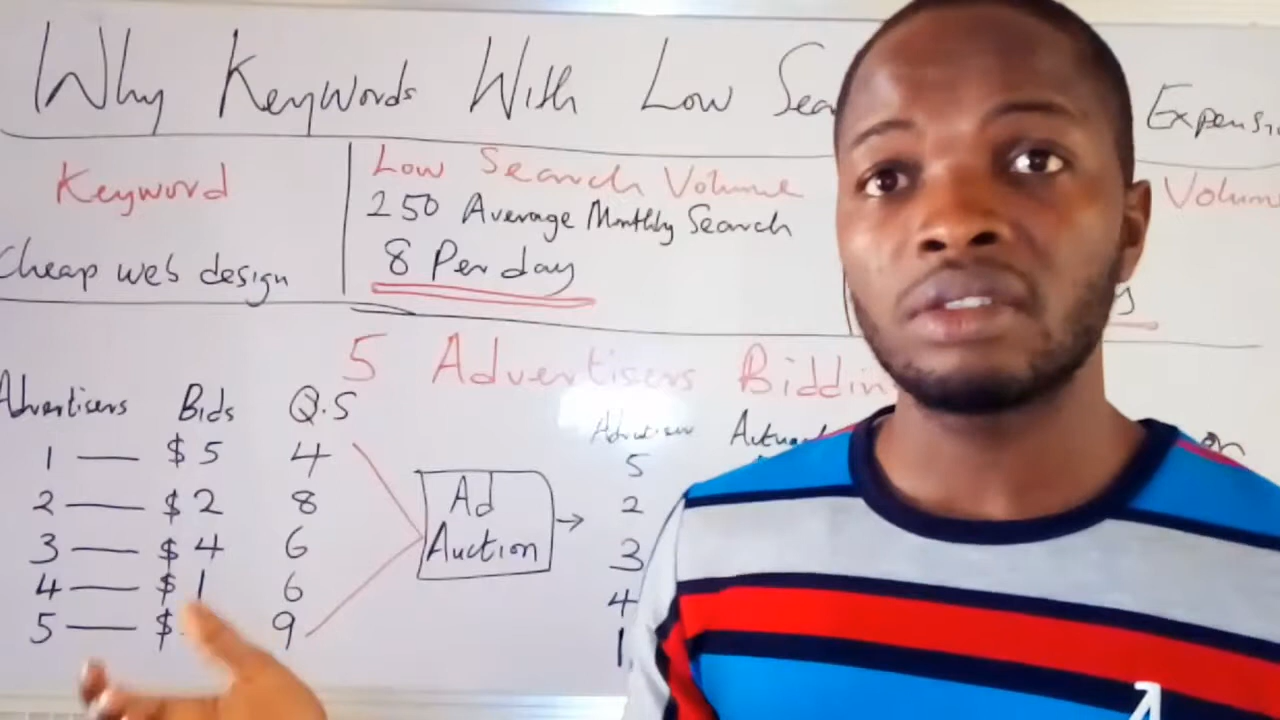 Why Keywords With Low Sea Expensi
Keyword
Low Search Volume
Volum
250 Average Monthly Search
Cheap web design
8 Per day
5 Advertisers Biddin
Advertisers Bids Q.S
1 — $5 4
2 — $2 8
3 — $4 6
4 — $1 6
5 — $ 9
Ad
Auction
Advertiser
5
2
3
4
1